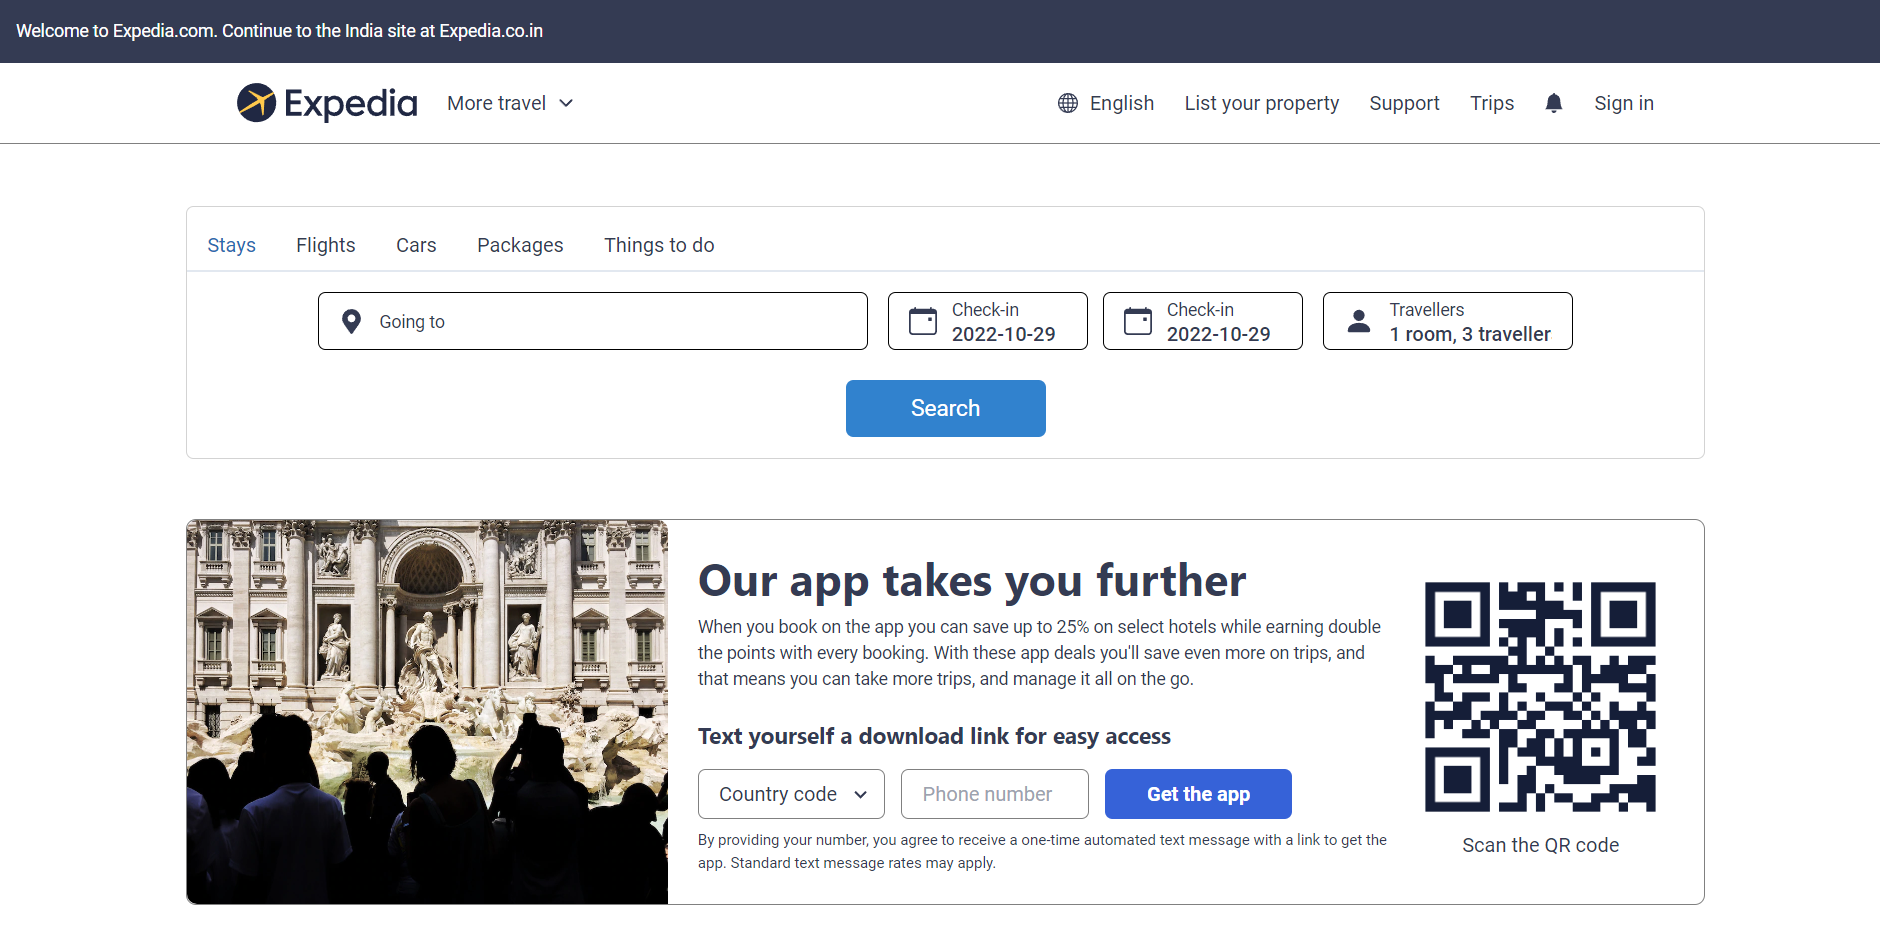 Welcome to Expedia.com. Continue to the India site at Expedia.co.in
Expedia More travel English List your property Support Trips Sign in
Stays Flights Cars Packages Things to do
Going to
Check-in
2022-10-29
Check-in
2022-10-29
Travellers
1 room, 3 traveller
Search
Our app takes you further
When you book on the app you can save up to 25% on select hotels while earning double
the points with every booking. With these app deals you'll save even more on trips, and
that means you can take more trips, and manage it all on the go.
Text yourself a download link for easy access
Country code Phone number Get the app
By providing your number, you agree to receive a one-time automated text message with a link to get the
app. Standard text message rates may apply.
Scan the QR code